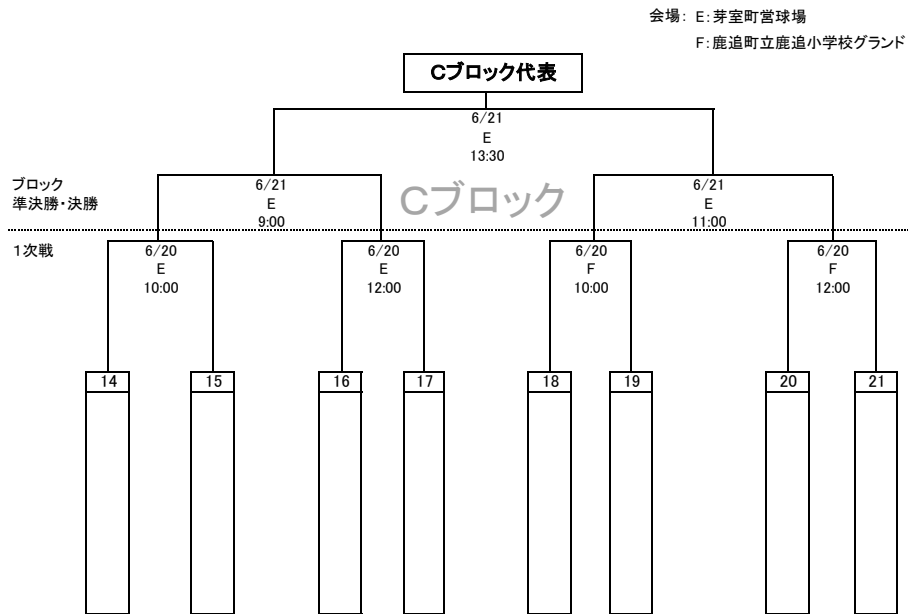 会場: E:芽室町営球場
F:鹿追町立鹿追小学校グランド
Cブロック代表
6/21
E
13:30
ブロック
準決勝・決勝
6/21
E
9:00
Cブロック
6/21
E
11:00
1次戦
6/20
E
10:00
6/20
E
12:00
6/20
F
10:00
6/20
F
12:00
14 15 16 17 18 19 20 21